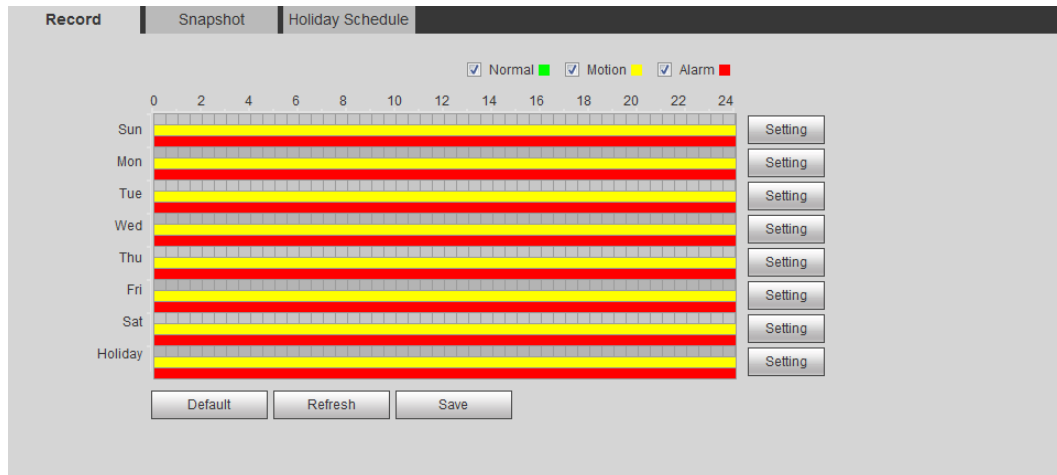 Record Snapshot Holiday Schedule
Normal Motion Alarm
0 2 4 6 8 10 12 14 16 18 20 22 24
Sun Setting
Mon Setting
Tue Setting
Wed Setting
Thu Setting
Fri Setting
Sat Setting
Holiday Setting
Default Refresh Save